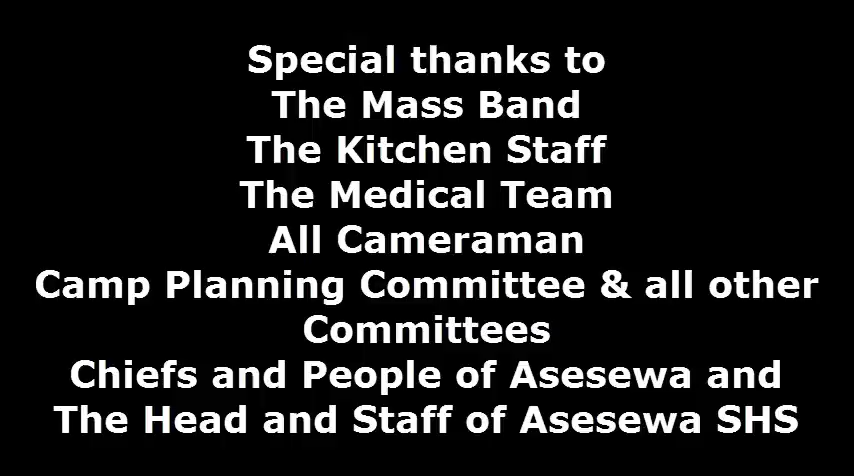 Special thanks to
The Mass Band
The Kitchen Staff
The Medical Team
All Cameraman
Camp Planning Committee & all other
Committees
Chiefs and People of Asesewa and
The Head and Staff of Asesewa SHS